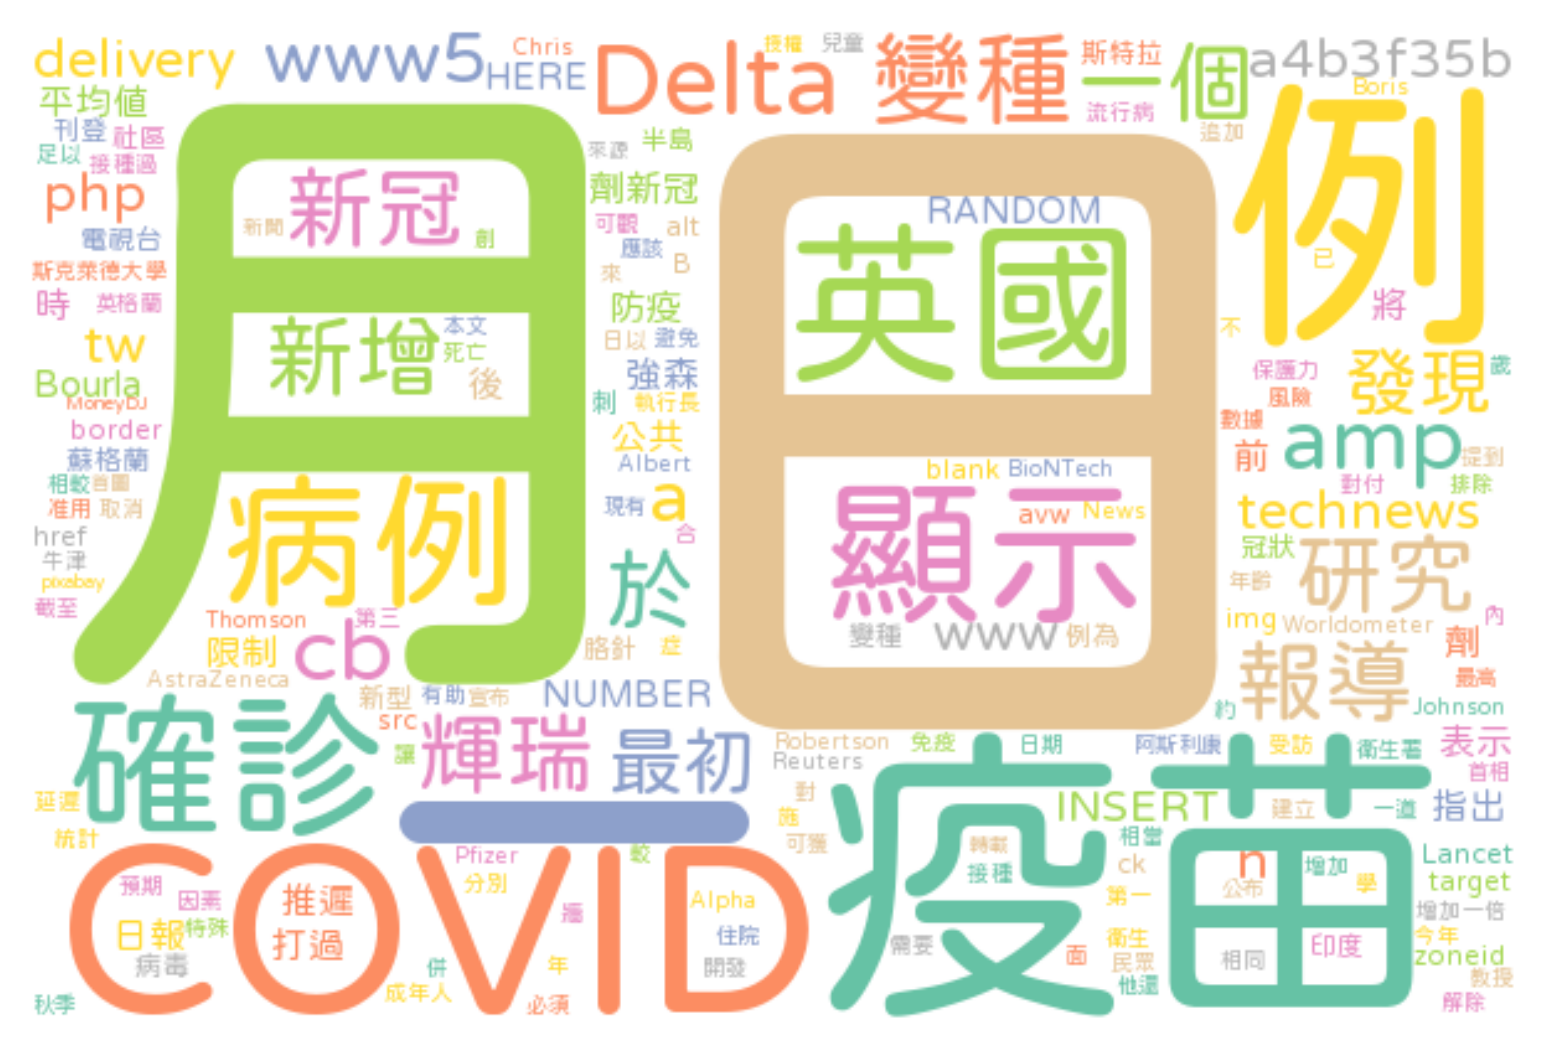 delivery www5 Chris HERE Delta 授權 兒童 變種 斯特拉 一個 a4b3f35b
平均值 流行病 Boris 追加
刊登 社區
足以 接種過 來源 半島
php 月 新冠 劑新冠 日 RANDOM 例
電視台 新聞 創 可觀 alt 英國
斯克萊德大學 應該 B 來 已
時 英格蘭 防疫 將
tw 新增 本文 死亡 日以 避免 不
Bourla 後 強森 保護力 發現 歲
MoneyDJ 刺 執行長 風險
border 公共 數據 amp
蘇格蘭 Albert blank BioNTech 前 提到
相較 首圖 病例 現有 a 顯示 avw News 對付 排除
准用 取消 合 technews
href 於 冠狀 研究
牛津 年齡
pixabay
截至 Thomson 第三 變種 www 例為 img Worldometer 內
限制 cb 胳針 症 報導 劑
AstraZeneca 新型 有助 宣布 NUMBER 最高
確診 src 約 Johnson
讓 輝瑞 最初 Robertson 免疫 日期 阿斯利康 受訪 衛生署 表示
Reuters 首相
延遲 一 對 疫苗 INSERT 建立 一道 指出
統計 施 可獲 相當
COVID Pfizer 較 轉載 Lancet
預期 因素 推遲 分別 接種 ck n 增加 target
日報 特殊 打過 牆 Alpha 第一 公布 學 增加一倍
病毒 住院 需要 衛生 印度 今年
併 年 開發 面 民眾 相同 zoneid
秋季 成年人 必須 他還 教授
解除